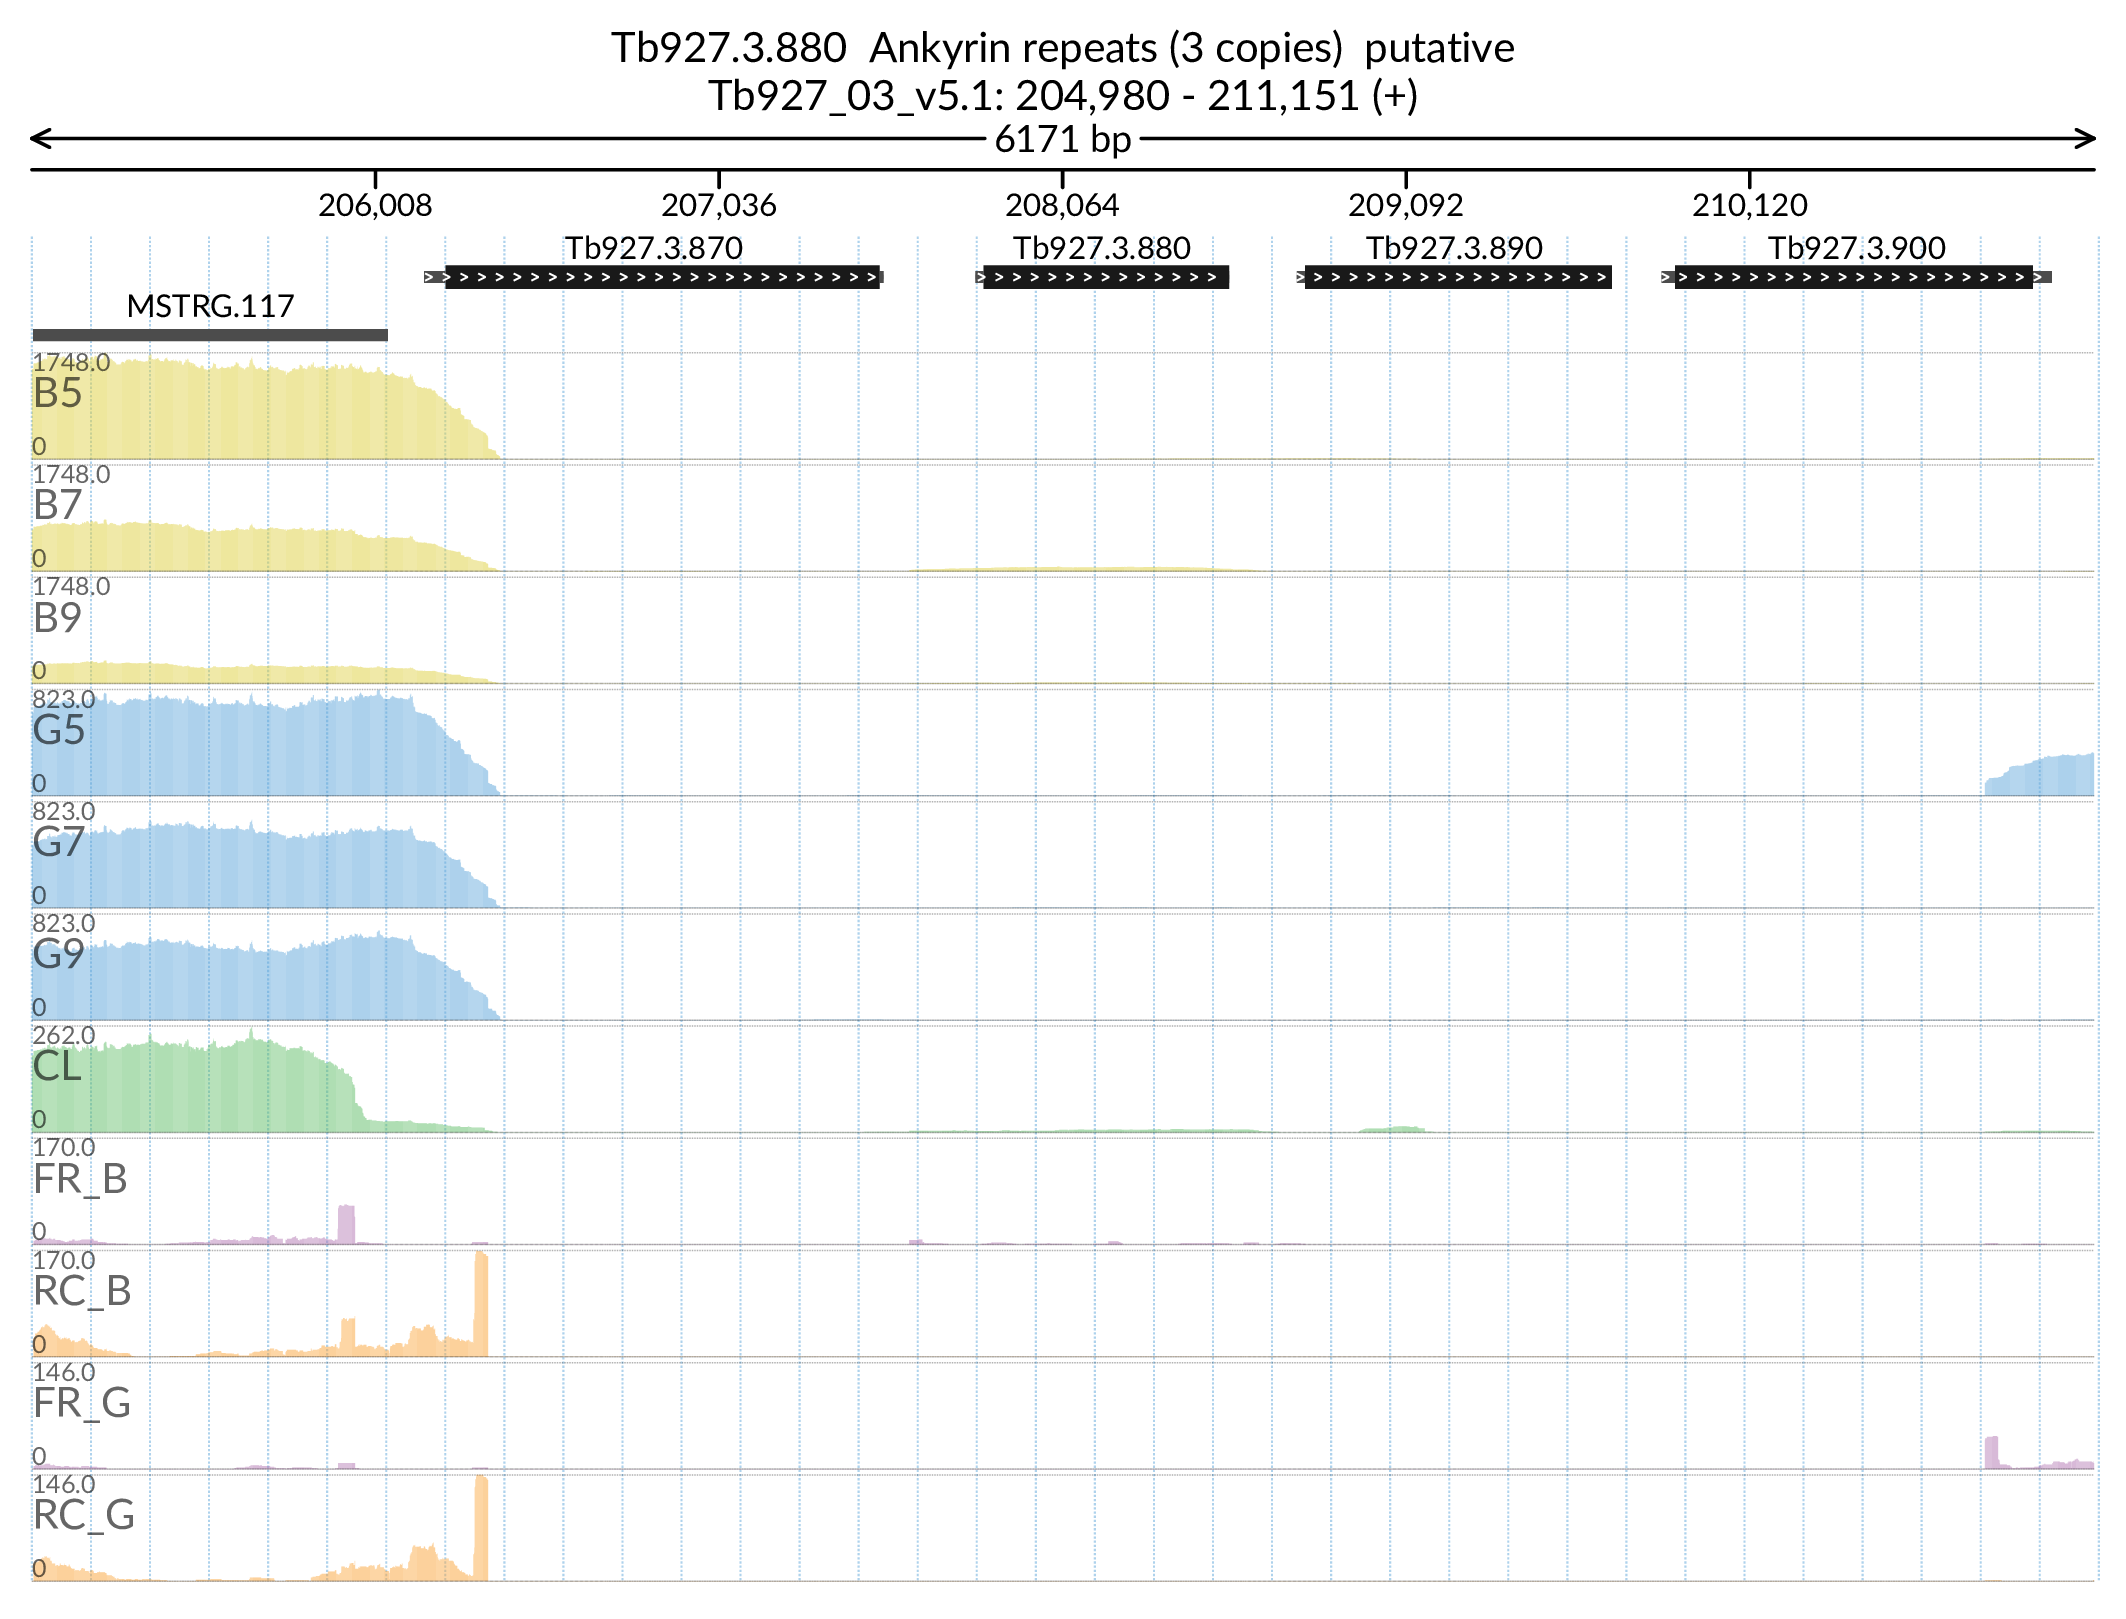 Tb927.3.880 Ankyrin repeats (3 copies) putative
Tb927_03_v5.1: 204,980 - 211,151 (+)
6171 bp
206,008 207,036 208,064 209,092 210,120
Tb927.3.870 Tb927.3.880 Tb927.3.890 Tb927.3.900
MSTRG.117
1748.0
B5
0
1748.0
B7
0
1748.0
B9
0
823.0
G5
0
823.0
G7
0
823.0
G9
0
262.0
CL
0
170.0
FR_B
0
170.0
RC_B
0
146.0
FR_G
0
146.0
RC_G
0